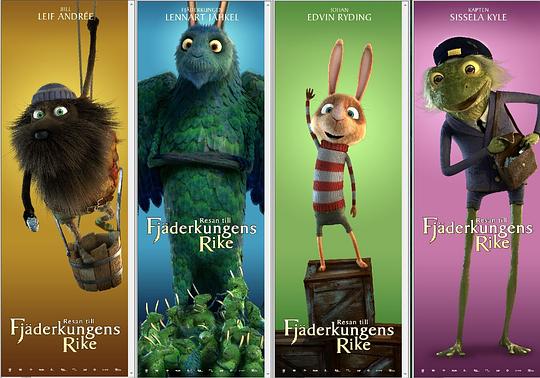 BILL
LEIF ANDRÉE
Resan till
Fjäderkungens
Rike
FJÄDERKUNGEN
LENNART JÄHKEL
Resan till
Fjäderkungens
Rike
JOHAN
EDVIN RYDING
Resan till
Fjäderkungens
Rike
KAPTEN
SISSELA KYLE
Resan till
Fjäderkungens
Rike